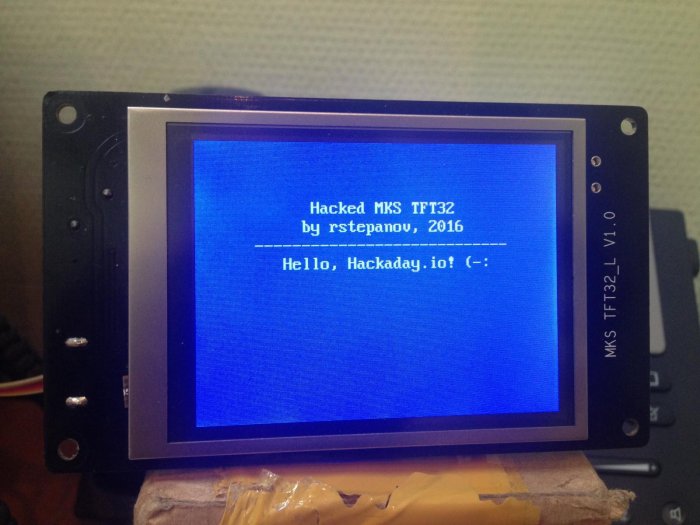 Hacked MKS TFT32
by rstepanov, 2016
----------------------------
Hello, Hackaday.io! (-:
MKS TFT32_L V1.0